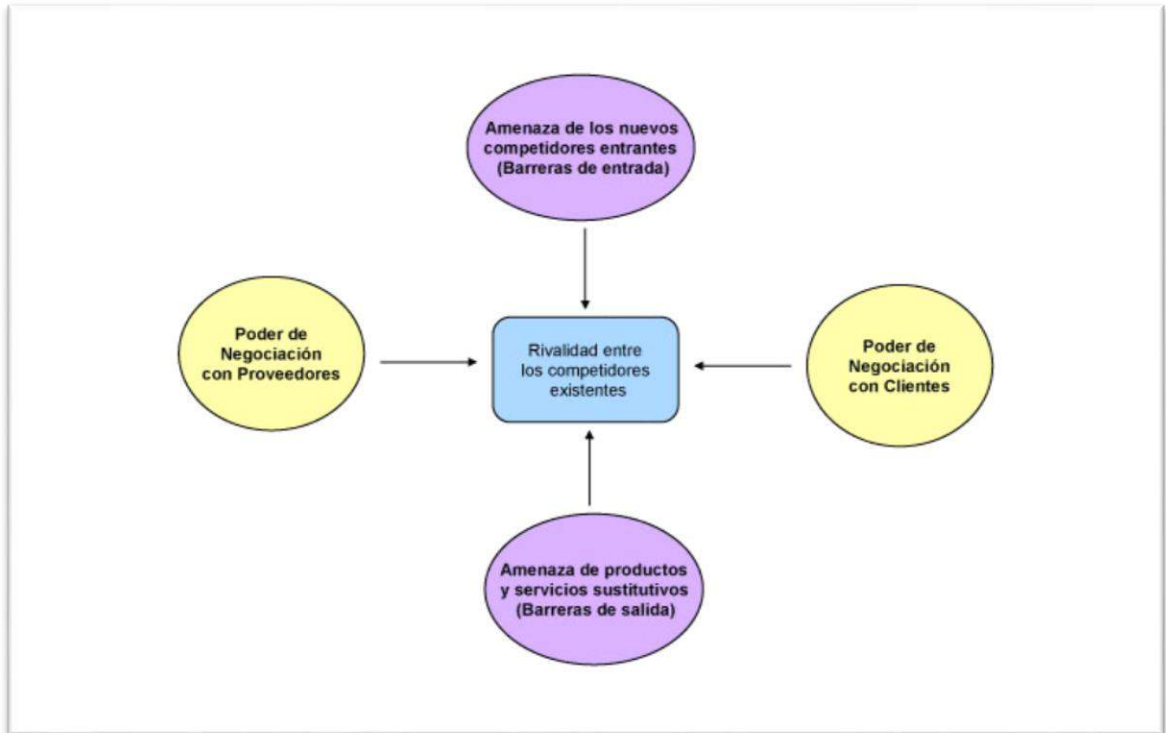 Amenaza de los nuevos
competidores entrantes
(Barreras de entrada)
Poder de
Negociación
con Proveedores
Rivalidad entre
los competidores
existentes
Poder de
Negociación
con Clientes
Amenaza de productos
y servicios sustitutivos
(Barreras de salida)